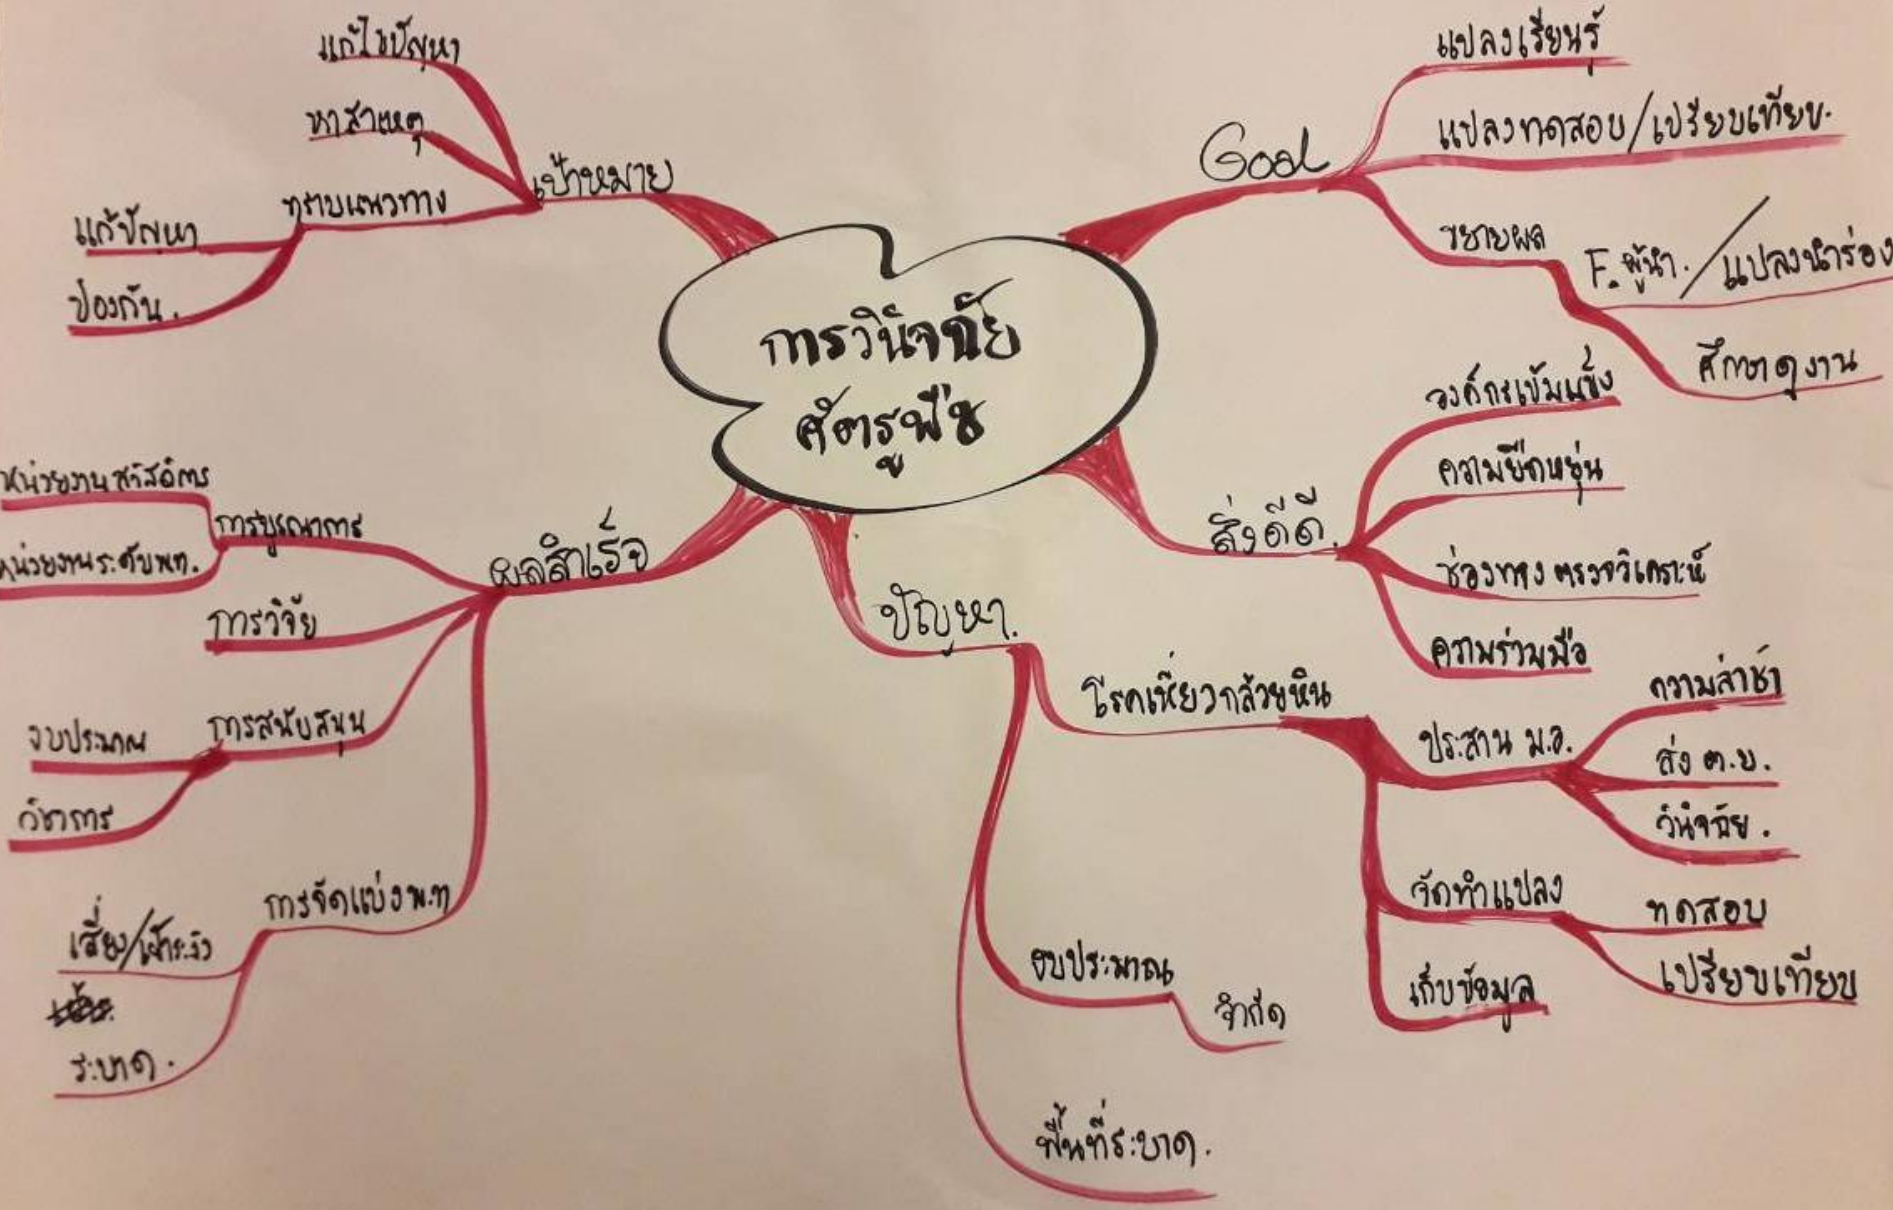 การวินิจฉัย
ศัตรูพืช
Goal
แปลงเรียนรู้
แปลงทดสอบ/เปรียบเทียบ.
ขยายผล
F. ผู้นำ. / แปลงนำร่อง
ศึกษาดูงาน
สิ่งดีดี.
องค์กรเข้มแข็ง
ความยืดหยุ่น
ช่องทาง ตรวจวิเคราะห์
ความร่วมมือ
ปัญหา.
โรคเหี่ยวกล้วยหิน
ประสาน ม.อ.
ความล่าช้า
ส่ง ต.ย.
วินิจฉัย.
จัดทำแปลง
ทดสอบ
เปรียบเทียบ
เก็บข้อมูล
งบประมาณ
จำกัด
พื้นที่ระบาด.
ผลสำเร็จ
การบูรณาการ
หน่วยงาน
หน่วยงานระดับพท.
การวิจัย
การสนับสนุน
งบประมาณ
วิชาการ
การจัดแบ่งพ.ท
เสี่ยง/เฝ้าระวัง
ระบาด.
เป้าหมาย
แก้ไขปัญหา
หาสาเหตุ
ทราบแนวทาง
แก้ปัญหา
ป้องกัน.